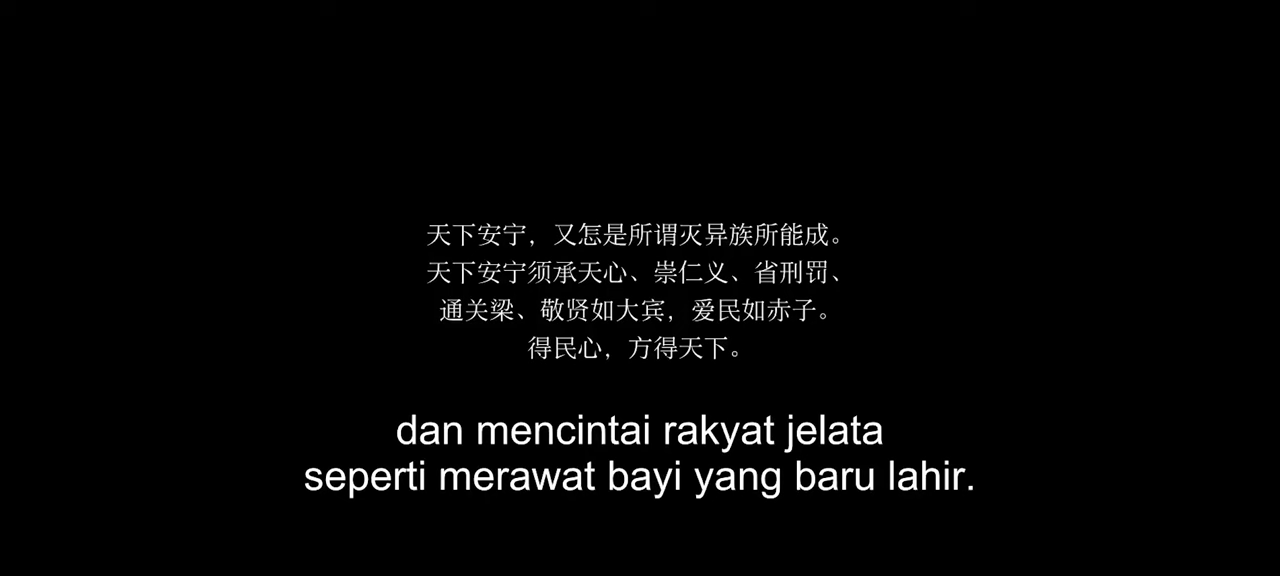 天下安宁，又怎是所谓灭异族所能成。
天下安宁须承天心、崇仁义、省刑罚、
通关梁、敬贤如大宾，爱民如赤子。
得民心，方得天下。
dan mencintai rakyat jelata
seperti merawat bayi yang baru lahir.